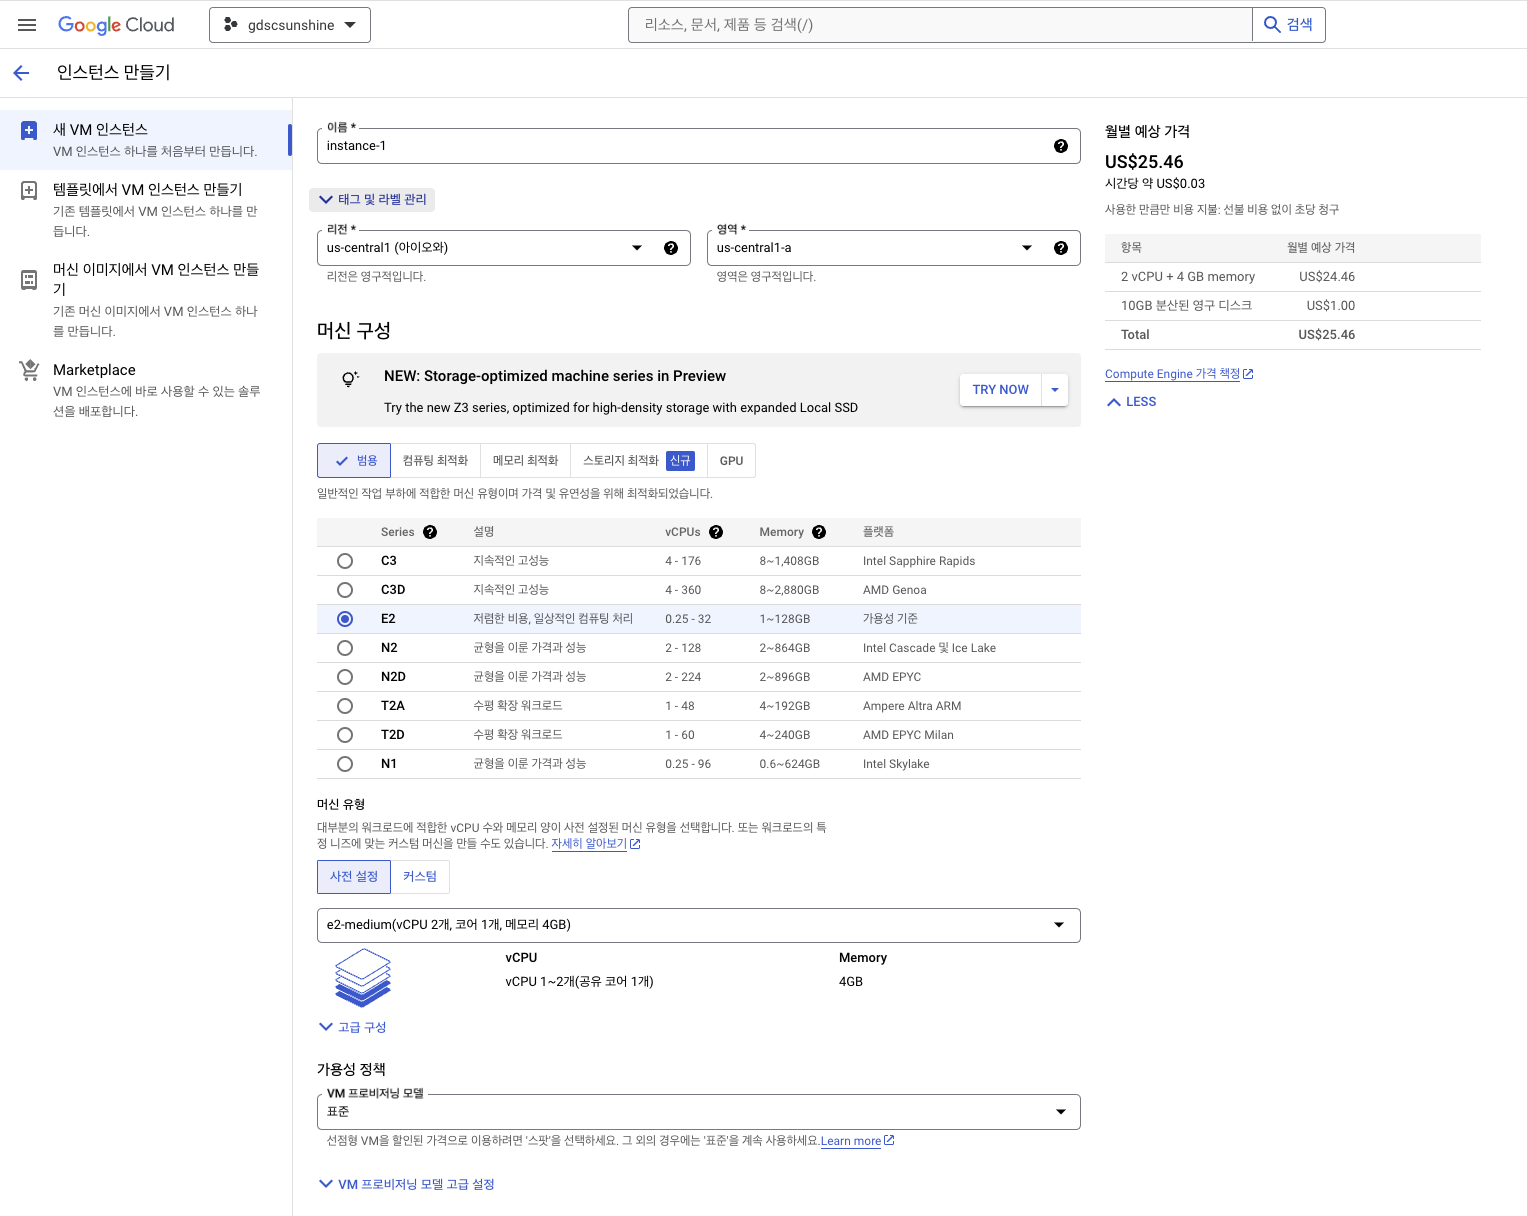 Google Cloud
gdscsunshine
리소스, 문서, 제품 등 검색(/)
검색
인스턴스 만들기
새 VM 인스턴스
VM 인스턴스 하나를 처음부터 만듭니다.
템플릿에서 VM 인스턴스 만들기
기존 템플릿에서 VM 인스턴스 하나를 만
듭니다.
머신 이미지에서 VM 인스턴스 만들
기
기존 머신 이미지에서 VM 인스턴스 하나
를 만듭니다.
Marketplace
VM 인스턴스에 바로 사용할 수 있는 솔루
션을 배포합니다.
이름 *
instance-1
태그 및 라벨 관리
리전 *
us-central1 (아이오와)
리전은 영구적입니다.
영역 *
us-central1-a
영역은 영구적입니다.
머신 구성
NEW: Storage-optimized machine series in Preview
Try the new Z3 series, optimized for high-density storage with expanded Local SSD
TRY NOW
범용 컴퓨팅 최적화 메모리 최적화 스토리지 최적화 신규 GPU
일반적인 작업 부하에 적합한 머신 유형이며 가격 및 유연성을 위해 최적화되었습니다.
Series 설명 vCPUs Memory 플랫폼
C3 지속적인 고성능 4 - 176 8~1,408GB Intel Sapphire Rapids
C3D 지속적인 고성능 4 - 360 8~2,880GB AMD Genoa
E2 저렴한 비용, 일상적인 컴퓨팅 처리 0.25 - 32 1~128GB 가용성 기준
N2 균형을 이룬 가격과 성능 2 - 128 2~864GB Intel Cascade 및 Ice Lake
N2D 균형을 이룬 가격과 성능 2 - 224 2~896GB AMD EPYC
T2A 수평 확장 워크로드 1 - 48 4~192GB Ampere Altra ARM
T2D 수평 확장 워크로드 1 - 60 4~240GB AMD EPYC Milan
N1 균형을 이룬 가격과 성능 0.25 - 96 0.6~624GB Intel Skylake
머신 유형
대부분의 워크로드에 적합한 vCPU 수와 메모리 양이 사전 설정된 머신 유형을 선택합니다. 또는 워크로드의 특
정 니즈에 맞는 커스텀 머신을 만들 수도 있습니다. 자세히 알아보기
사전 설정 커스텀
e2-medium(vCPU 2개, 코어 1개, 메모리 4GB)
vCPU Memory
vCPU 1~2개(공유 코어 1개) 4GB
고급 구성
가용성 정책
VM 프로비저닝 모델
표준
선점형 VM을 할인된 가격으로 이용하려면 '스팟'을 선택하세요. 그 외의 경우에는 '표준'을 계속 사용하세요.Learn more
VM 프로비저닝 모델 고급 설정
월별 예상 가격
US$25.46
시간당 약 US$0.03
사용한 만큼만 비용 지불: 선불 비용 없이 초당 청구
항목 월별 예상 가격
2 vCPU + 4 GB memory US$24.46
10GB 분산된 영구 디스크 US$1.00
Total US$25.46
Compute Engine 가격 책정
LESS